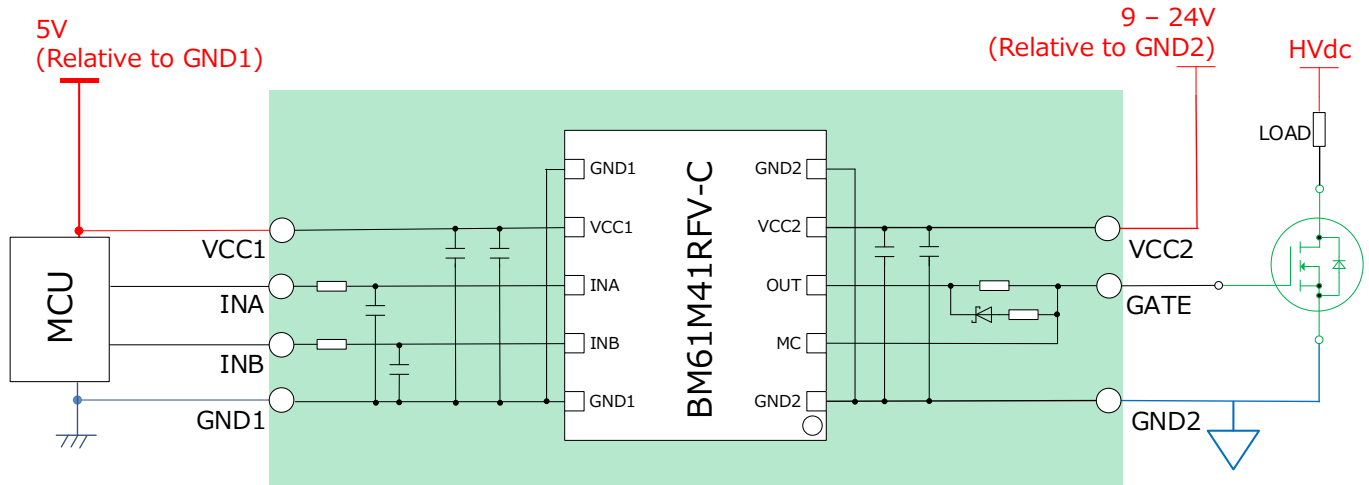 5V
(Relative to GND1)
9 – 24V
(Relative to GND2)
HVdc
LOAD
MCU
VCC1
INA
INB
GND1
GND1
VCC1
INA
INB
GND1
BM61M41RFV-C
GND2
VCC2
OUT
MC
GND2
VCC2
GATE
GND2